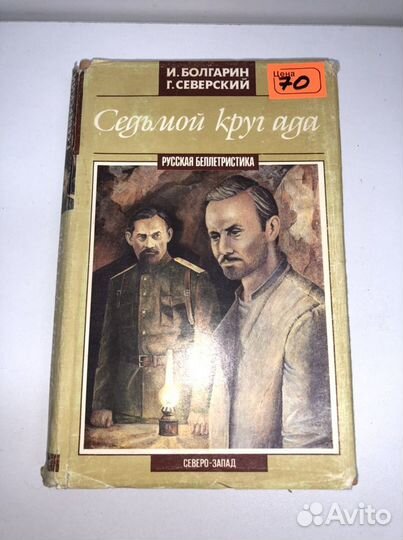 И. БОЛГАРИН
Г. СЕВЕРСКИЙ
Цена
70
Седьмой круг ада
РУССКАЯ БЕЛЛЕТРИСТИКА
СЕВЕРО-ЗАПАД
Avito